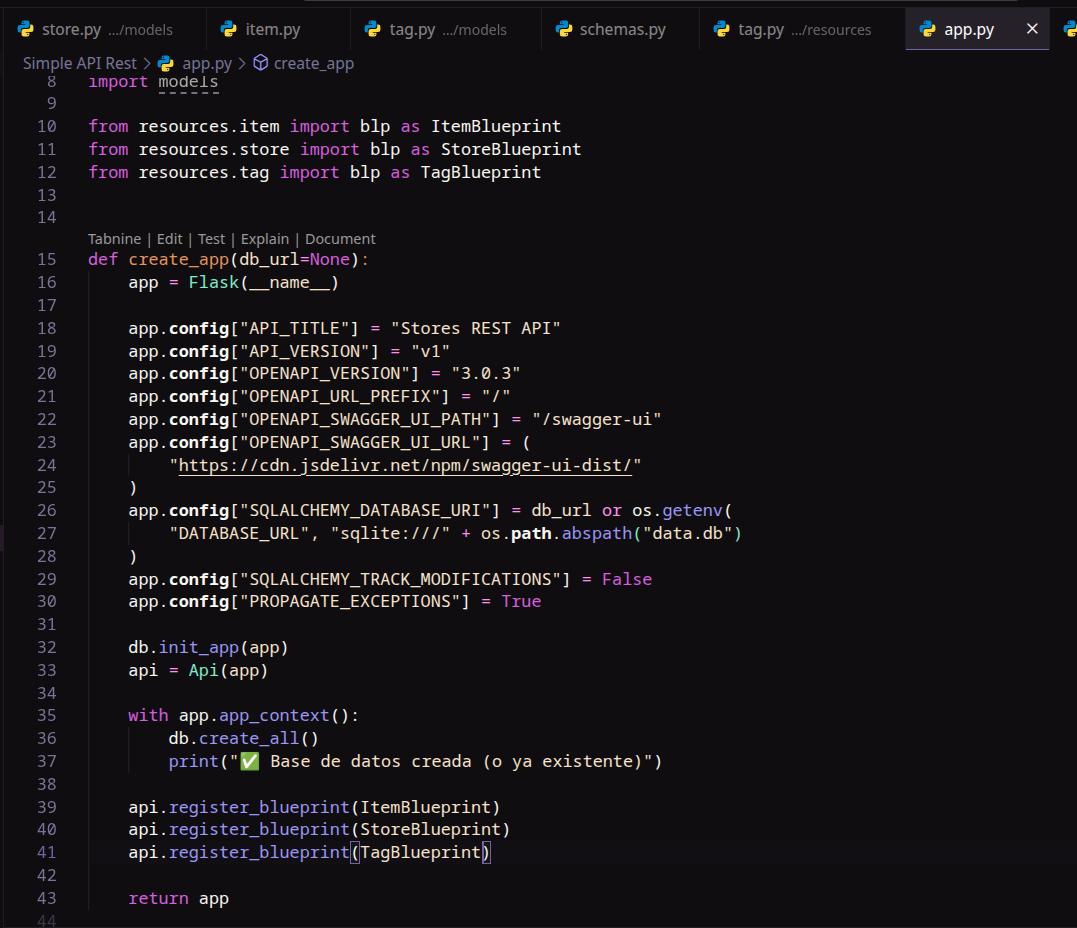 store.py .../models item.py tag.py .../models schemas.py tag.py .../resources app.py
Simple API Rest > app.py > create_app
8 import models
9
10 from resources.item import blp as ItemBlueprint
11 from resources.store import blp as StoreBlueprint
12 from resources.tag import blp as TagBlueprint
13
14
Tabnine | Edit | Test | Explain | Document
15 def create_app(db_url=None):
16     app = Flask(__name__)
17
18     app.config["API_TITLE"] = "Stores REST API"
19     app.config["API_VERSION"] = "v1"
20     app.config["OPENAPI_VERSION"] = "3.0.3"
21     app.config["OPENAPI_URL_PREFIX"] = "/"
22     app.config["OPENAPI_SWAGGER_UI_PATH"] = "/swagger-ui"
23     app.config["OPENAPI_SWAGGER_UI_URL"] = (
24         "https://cdn.jsdelivr.net/npm/swagger-ui-dist/"
25     )
26     app.config["SQLALCHEMY_DATABASE_URI"] = db_url or os.getenv(
27         "DATABASE_URL", "sqlite:///" + os.path.abspath("data.db")
28     )
29     app.config["SQLALCHEMY_TRACK_MODIFICATIONS"] = False
30     app.config["PROPAGATE_EXCEPTIONS"] = True
31
32     db.init_app(app)
33     api = Api(app)
34
35     with app.app_context():
36         db.create_all()
37         print("✅ Base de datos creada (o ya existente)")
38
39     api.register_blueprint(ItemBlueprint)
40     api.register_blueprint(StoreBlueprint)
41     api.register_blueprint(TagBlueprint)
42
43     return app
44